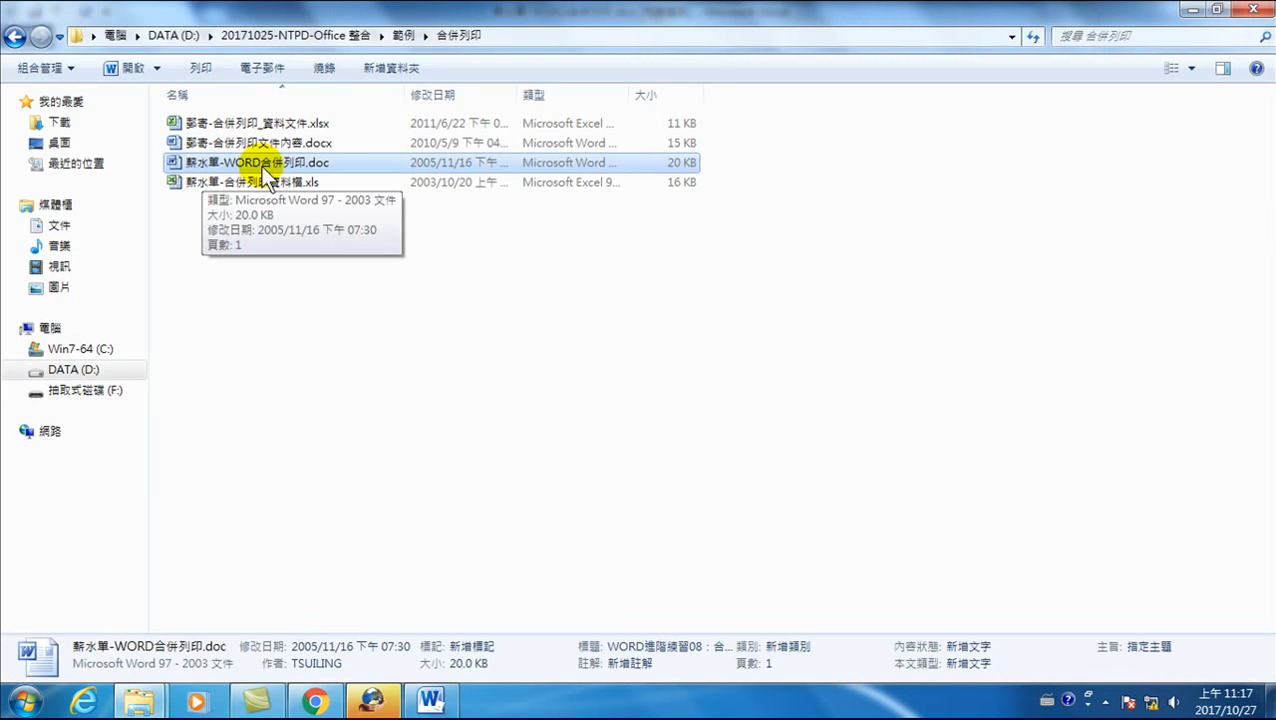 電腦 ▸ DATA (D:) ▸ 20171025-NTPD-Office 整合 ▸ 範例 ▸ 合併列印
搜尋 合併列印
組合管理 開啟 列印 電子郵件 燒錄 新增資料夾
名稱 修改日期 類型 大小
郵寄-合併列印_資料文件.xlsx 2011/6/22 下午 0... Microsoft Excel ... 11 KB
郵寄-合併列印文件內容.docx 2010/5/9 下午 04... Microsoft Word ... 15 KB
薪水單-WORD合併列印.doc 2005/11/16 下午 ... Microsoft Word ... 20 KB
薪水單-合併列印資料檔.xls 2003/10/20 上午 ... Microsoft Excel 9... 16 KB
類型: Microsoft Word 97 - 2003 文件
大小: 20.0 KB
修改日期: 2005/11/16 下午 07:30
頁數: 1
我的最愛
下載
桌面
最近的位置
媒體櫃
文件
音樂
視訊
圖片
電腦
Win7-64 (C:)
DATA (D:)
抽取式磁碟 (F:)
網路
薪水單-WORD合併列印.doc 修改日期: 2005/11/16 下午 07:30 標記: 新增標記 標題: WORD進階練習08：合... 類別: 新增類別 內容狀態: 新增文字 主旨: 指定主題
Microsoft Word 97 - 2003 文件 作者: TSUILING 大小: 20.0 KB 註解: 新增註解 頁數: 1 本文類型: 新增文字
上午 11:17
2017/10/27